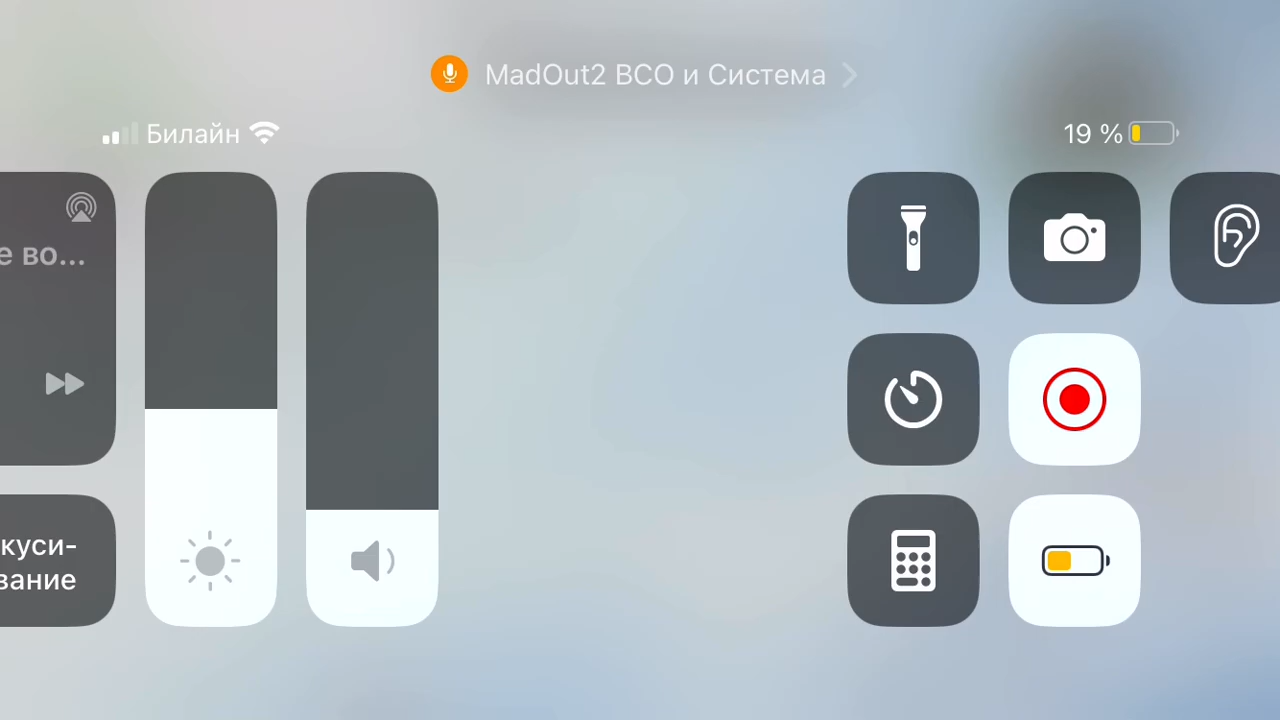 MadOut2 BCO и Система
Билайн
19 %
е во...
куси-
вание